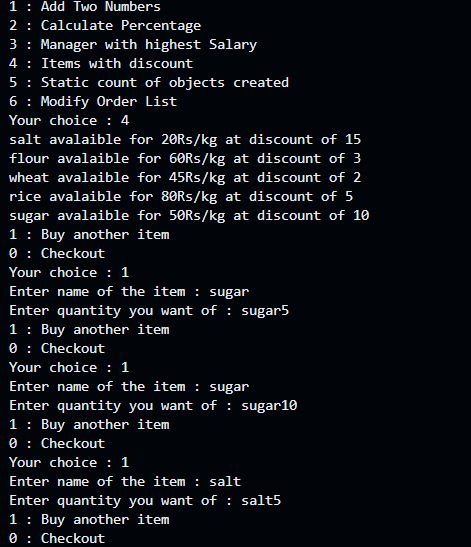 1 : Add Two Numbers
2 : Calculate Percentage
3 : Manager with highest Salary
4 : Items with discount
5 : Static count of objects created
6 : Modify Order List
Your choice : 4
salt avalaible for 20Rs/kg at discount of 15
flour avalaible for 60Rs/kg at discount of 3
wheat avalaible for 45Rs/kg at discount of 2
rice avalaible for 80Rs/kg at discount of 5
sugar avalaible for 50Rs/kg at discount of 10
1 : Buy another item
0 : Checkout
Your choice : 1
Enter name of the item : sugar
Enter quantity you want of : sugar5
1 : Buy another item
0 : Checkout
Your choice : 1
Enter name of the item : sugar
Enter quantity you want of : sugar10
1 : Buy another item
0 : Checkout
Your choice : 1
Enter name of the item : salt
Enter quantity you want of : salt5
1 : Buy another item
0 : Checkout